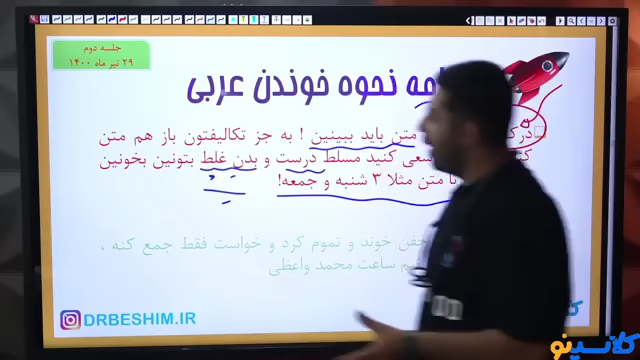 جلسه دوم
۲۹ تیر ماه ۱۴۰۰
نحوه خوندن عربی
متن باید ببینین ! به جز تکالیفتون باز هم متن
سعی کنید مسلط درست و بدن غلط بتونین بخونین
تا متن مثلا ۳ شنبه و جمعه!
خوند و تموم کرد و خواست فقط جمع کنه ،
ساعت محمد واعظی
DRBESHIM.IR
کلاسینو